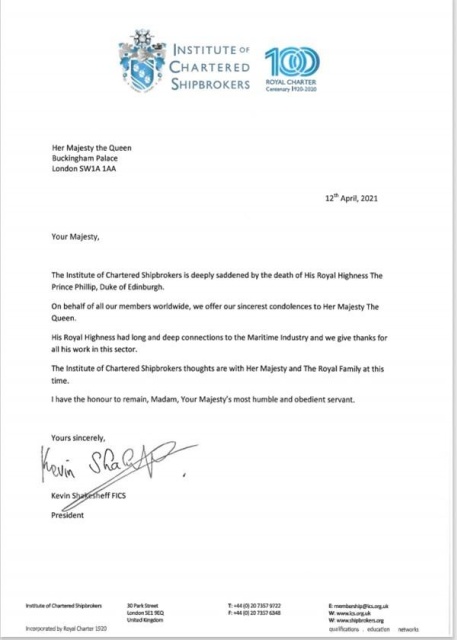 INSTITUTE OF
CHARTERED
SHIPBROKERS
100
ROYAL CHARTER
Centenary 1920-2020
Her Majesty the Queen
Buckingham Palace
London SW1A 1AA
12th April, 2021
Your Majesty,
The Institute of Chartered Shipbrokers is deeply saddened by the death of His Royal Highness The
Prince Phillip, Duke of Edinburgh.
On behalf of all our members worldwide, we offer our sincerest condolences to Her Majesty The
Queen.
His Royal Highness had long and deep connections to the Maritime Industry and we give thanks for
all his work in this sector.
The Institute of Chartered Shipbrokers thoughts are with Her Majesty and The Royal Family at this
time.
I have the honour to remain, Madam, Your Majesty's most humble and obedient servant.
Yours sincerely,
Kevin
Kevin Shakesheff FICS
President
Institute of Chartered Shipbrokers
Incorporated by Royal Charter 1920
30 Park Street
London SE1 9EQ
United Kingdom
T: +44 (0) 20 7357 9722
F: +44 (0) 20 7357 6348
E: membership@ics.org.uk
W: www.ics.org.uk
W: www.shipbrokers.org
qualifications . education . networks